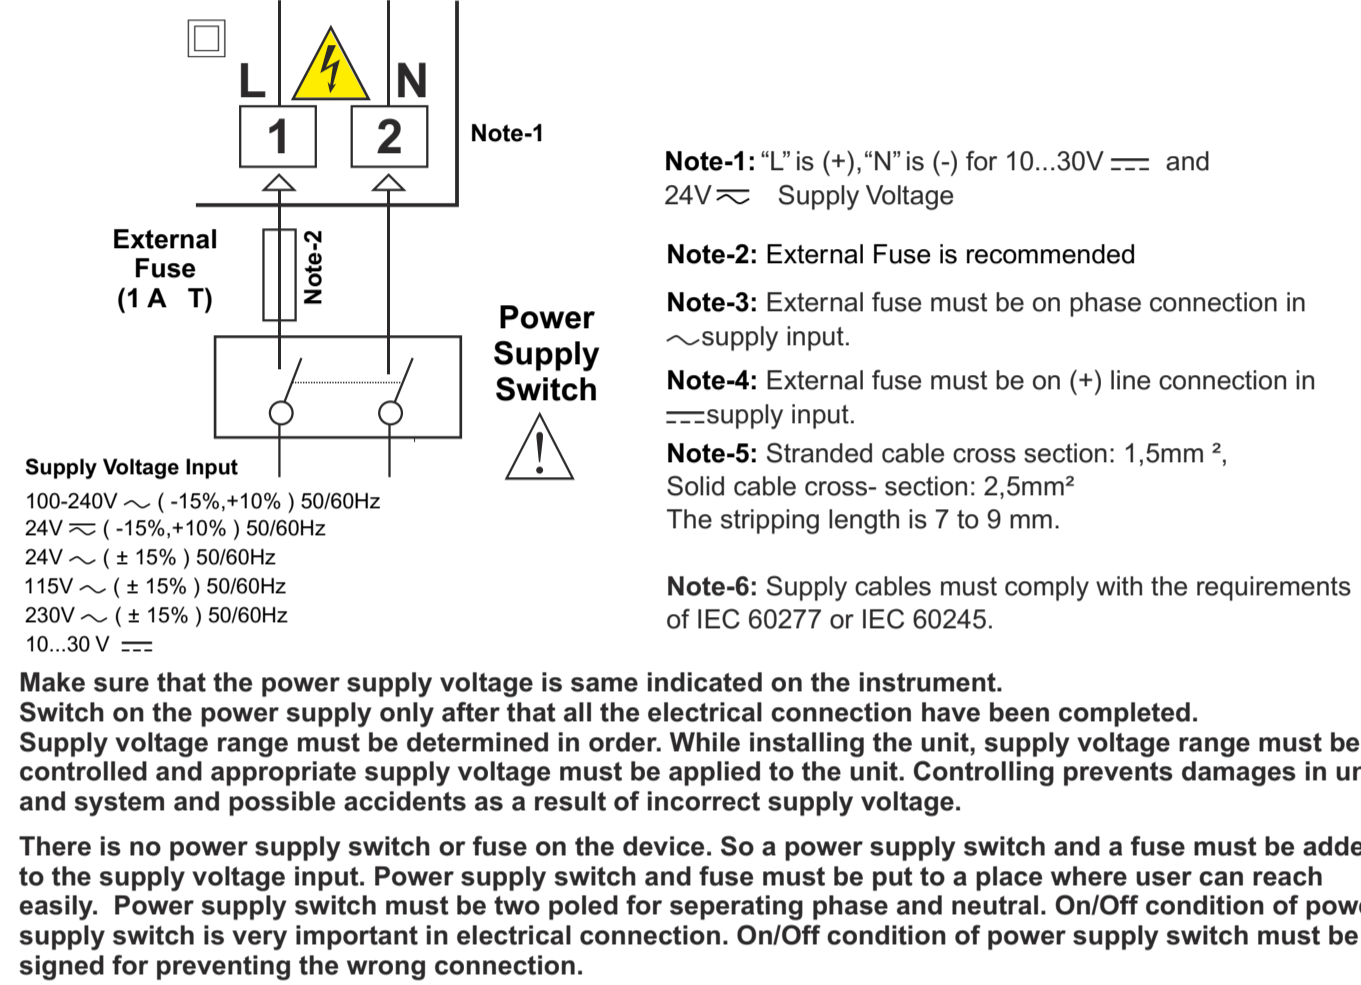 L N
1 2
Note-1
External
Fuse
(1 A T)
Note-2
Power
Supply
Switch
Supply Voltage Input
100-240V ~ ( -15%,+10% ) 50/60Hz
24V ⎓~ ( -15%,+10% ) 50/60Hz
24V ~ ( ± 15% ) 50/60Hz
115V ~ ( ± 15% ) 50/60Hz
230V ~ ( ± 15% ) 50/60Hz
10...30 V ⎓
Note-1: “L” is (+),“N” is (-) for 10...30V ⎓ and
24V ⎓~ Supply Voltage
Note-2: External Fuse is recommended
Note-3: External fuse must be on phase connection in
~supply input.
Note-4: External fuse must be on (+) line connection in
⎓supply input.
Note-5: Stranded cable cross section: 1,5mm ²,
Solid cable cross- section: 2,5mm²
The stripping length is 7 to 9 mm.
Note-6: Supply cables must comply with the requirements
of IEC 60277 or IEC 60245.
Make sure that the power supply voltage is same indicated on the instrument.
Switch on the power supply only after that all the electrical connection have been completed.
Supply voltage range must be determined in order. While installing the unit, supply voltage range must be
controlled and appropriate supply voltage must be applied to the unit. Controlling prevents damages in
and system and possible accidents as a result of incorrect supply voltage.
There is no power supply switch or fuse on the device. So a power supply switch and a fuse must be adde
to the supply voltage input. Power supply switch and fuse must be put to a place where user can reach
easily. Power supply switch must be two poled for seperating phase and neutral. On/Off condition of pow
supply switch is very important in electrical connection. On/Off condition of power supply switch must be
signed for preventing the wrong connection.